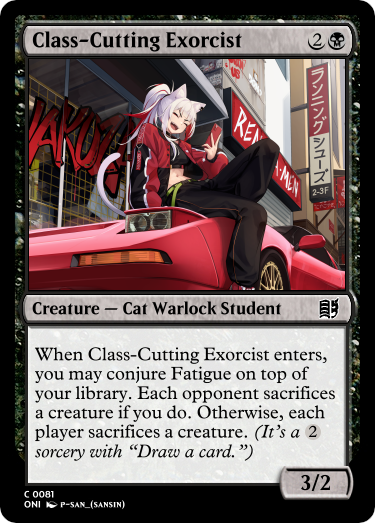 Class-Cutting Exorcist 2
ランニングシューズ
2-3F
Creature — Cat Warlock Student
When Class-Cutting Exorcist enters,
you may conjure Fatigue on top of
your library. Each opponent sacrifices
a creature if you do. Otherwise, each
player sacrifices a creature. (It's a 2
sorcery with “Draw a card.”)
3/2
C 0081
ONI P-SAN_(SANSIN)